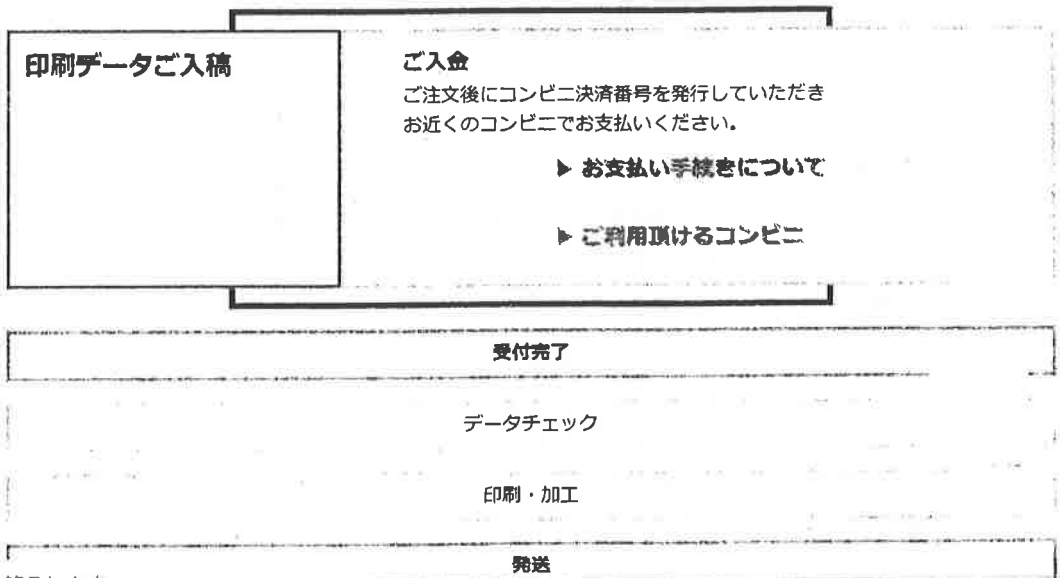 印刷データご入稿
ご入金
ご注文後にコンビニ決済番号を発行していただき
お近くのコンビニでお支払いください。
▶ お支払い手続きについて
▶ ご利用頂けるコンビニ
受付完了
データチェック
印刷・加工
発送